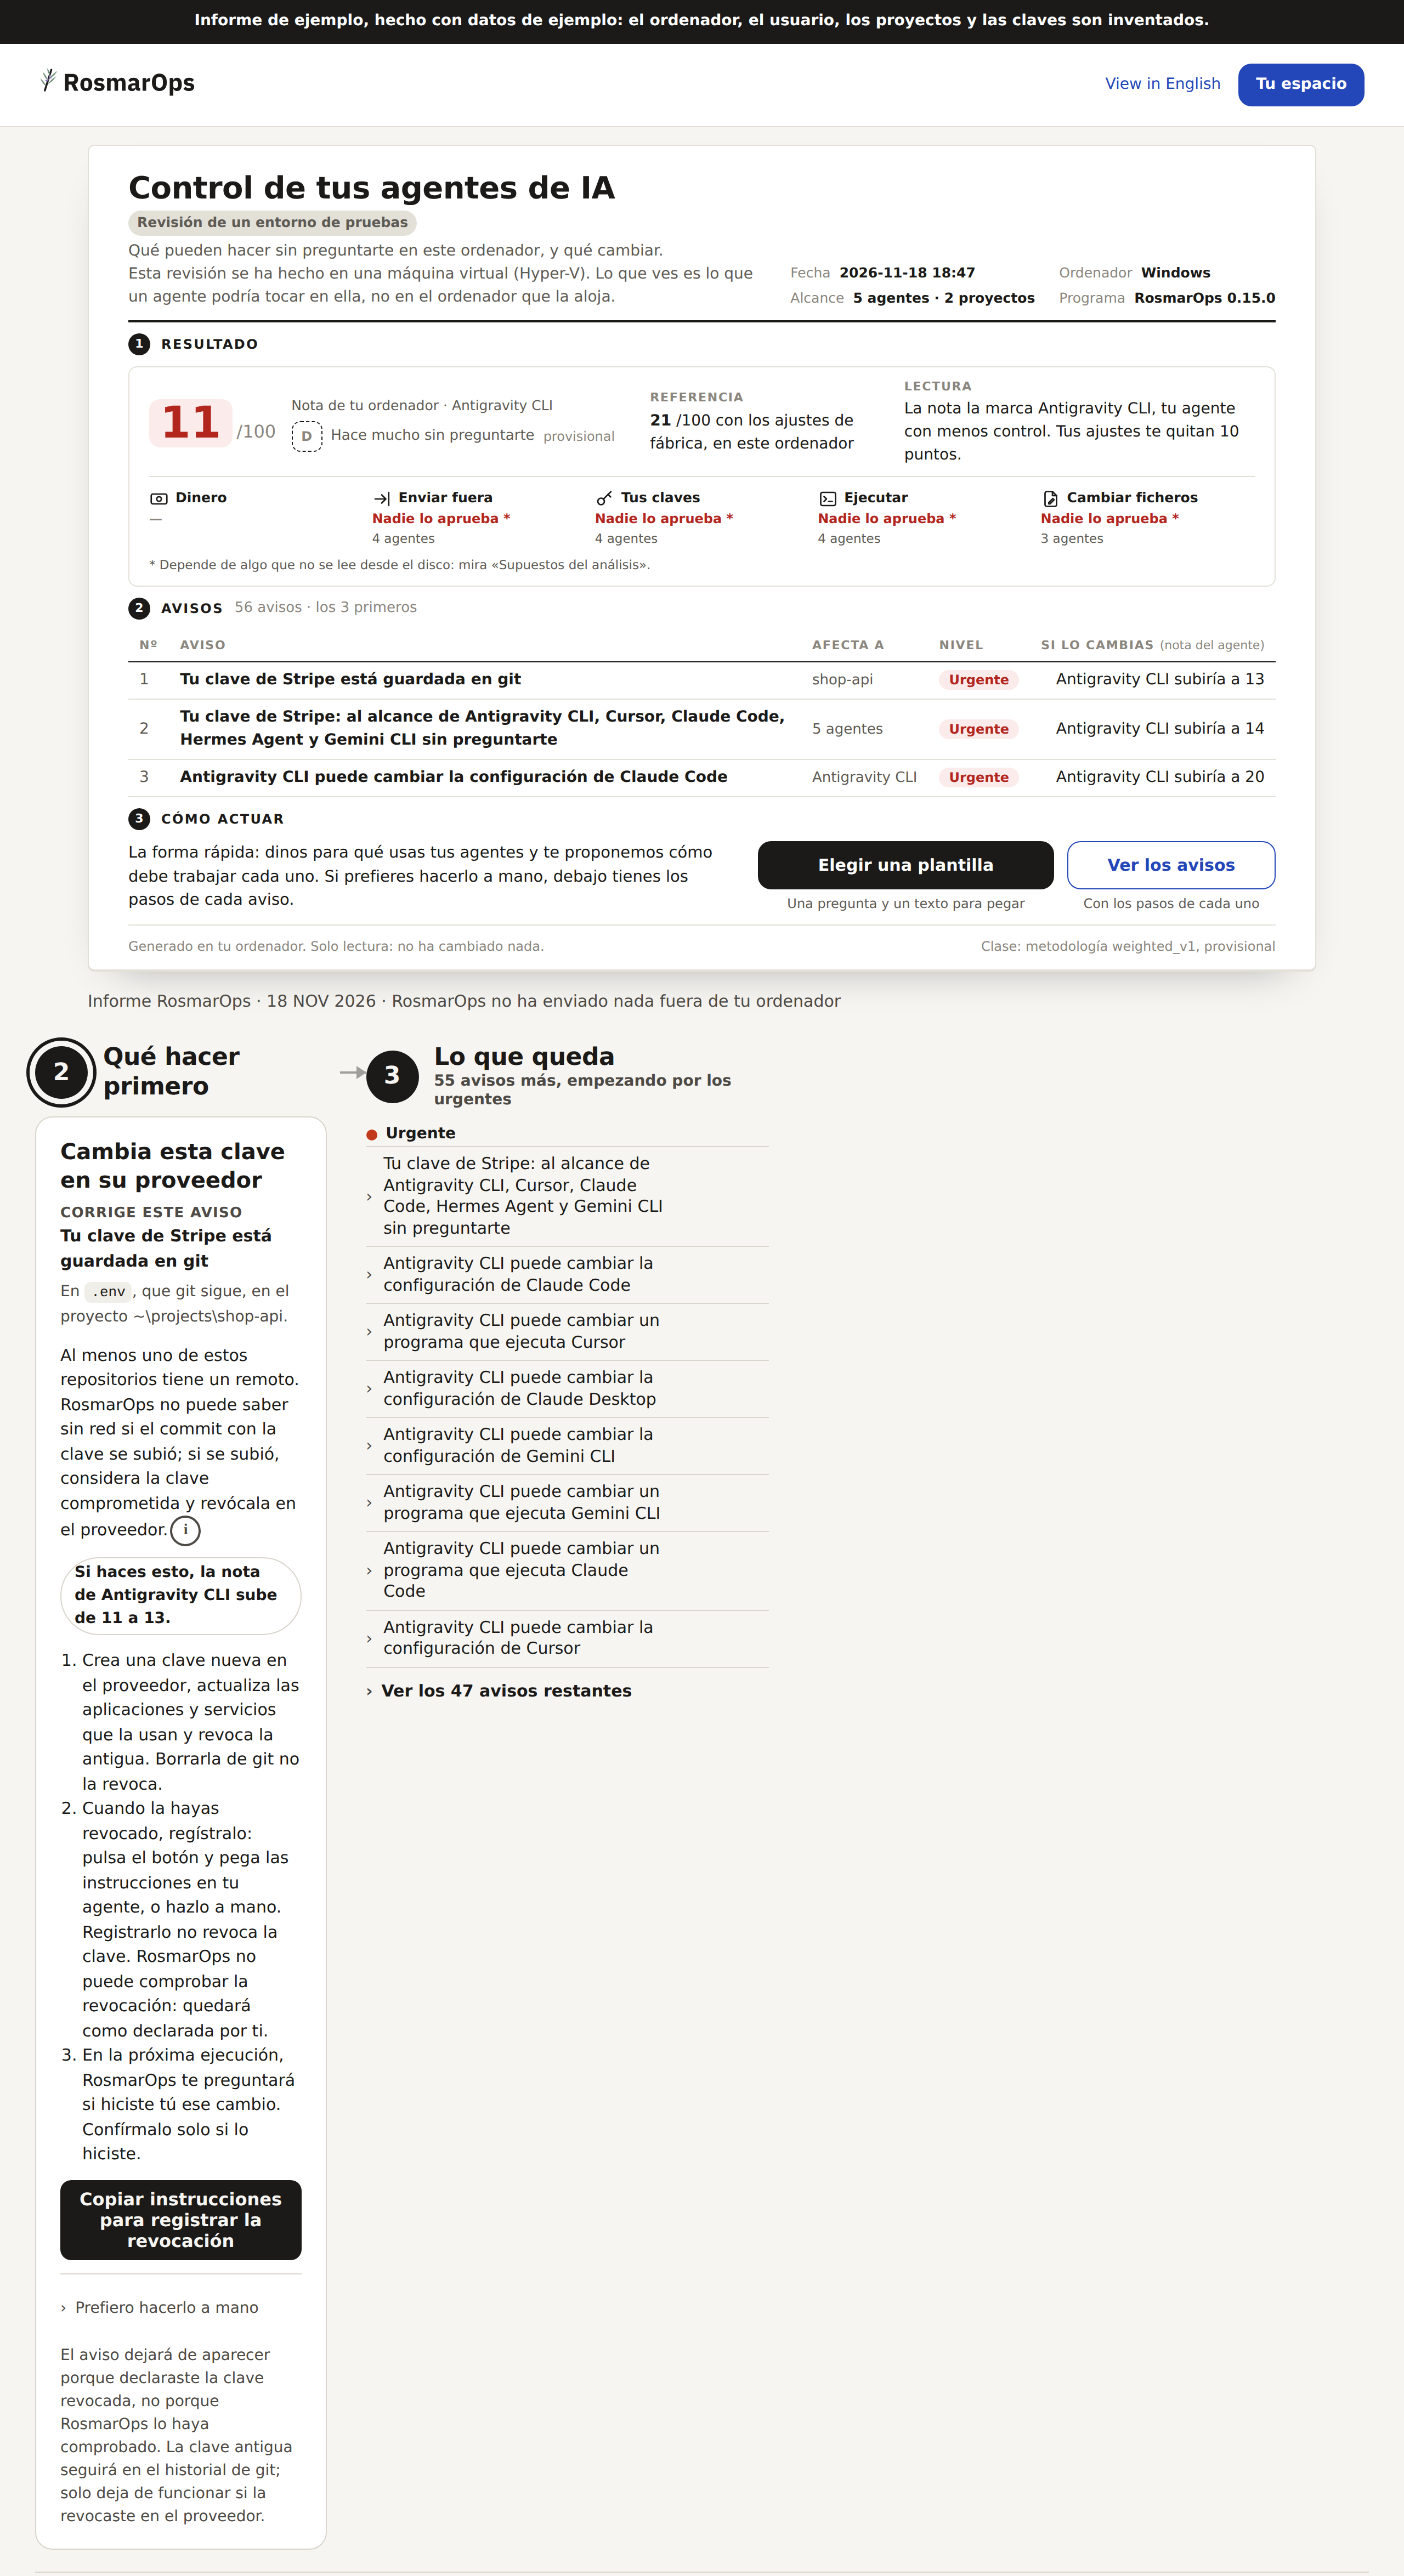 Informe de ejemplo, hecho con datos de ejemplo: el ordenador, el usuario, los proyectos y las claves son inventados.
RosmarOps
View in English
Tu espacio
Control de tus agentes de IA
Revisión de un entorno de pruebas
Qué pueden hacer sin preguntarte en este ordenador, y qué cambiar.
Esta revisión se ha hecho en una máquina virtual (Hyper-V). Lo que ves es lo que
un agente podría tocar en ella, no en el ordenador que la aloja.
Fecha 2026-11-18 18:47
Ordenador Windows
Alcance 5 agentes · 2 proyectos
Programa RosmarOps 0.15.0
1 RESULTADO
11 /100
Nota de tu ordenador · Antigravity CLI
D Hace mucho sin preguntarte provisional
REFERENCIA
21 /100 con los ajustes de
fábrica, en este ordenador
LECTURA
La nota la marca Antigravity CLI, tu agente
con menos control. Tus ajustes te quitan 10
puntos.
Dinero
—
Enviar fuera
Nadie lo aprueba *
4 agentes
Tus claves
Nadie lo aprueba *
4 agentes
Ejecutar
Nadie lo aprueba *
4 agentes
Cambiar ficheros
Nadie lo aprueba *
3 agentes
* Depende de algo que no se lee desde el disco: mira «Supuestos del análisis».
2 AVISOS 56 avisos · los 3 primeros
Nº AVISO AFECTA A NIVEL SI LO CAMBIAS (nota del agente)
1 Tu clave de Stripe está guardada en git shop-api Urgente Antigravity CLI subiría a 13
2 Tu clave de Stripe: al alcance de Antigravity CLI, Cursor, Claude Code,
Hermes Agent y Gemini CLI sin preguntarte 5 agentes Urgente Antigravity CLI subiría a 14
3 Antigravity CLI puede cambiar la configuración de Claude Code Antigravity CLI Urgente Antigravity CLI subiría a 20
3 CÓMO ACTUAR
La forma rápida: dinos para qué usas tus agentes y te proponemos cómo
debe trabajar cada uno. Si prefieres hacerlo a mano, debajo tienes los
pasos de cada aviso.
Elegir una plantilla
Una pregunta y un texto para pegar
Ver los avisos
Con los pasos de cada uno
Generado en tu ordenador. Solo lectura: no ha cambiado nada.
Clase: metodología weighted_v1, provisional
Informe RosmarOps · 18 NOV 2026 · RosmarOps no ha enviado nada fuera de tu ordenador
2 Qué hacer
primero
Cambia esta clave
en su proveedor
CORRIGE ESTE AVISO
Tu clave de Stripe está
guardada en git
En .env, que git sigue, en el
proyecto ~\projects\shop-api.
Al menos uno de estos
repositorios tiene un remoto.
RosmarOps no puede saber
sin red si el commit con la
clave se subió; si se subió,
considera la clave
comprometida y revócala en
el proveedor. i
Si haces esto, la nota
de Antigravity CLI sube
de 11 a 13.
1. Crea una clave nueva en
el proveedor, actualiza las
aplicaciones y servicios
que la usan y revoca la
antigua. Borrarla de git no
la revoca.
2. Cuando la hayas
revocado, regístralo:
pulsa el botón y pega las
instrucciones en tu
agente, o hazlo a mano.
Registrarlo no revoca la
clave. RosmarOps no
puede comprobar la
revocación: quedará
como declarada por ti.
3. En la próxima ejecución,
RosmarOps te preguntará
si hiciste tú ese cambio.
Confírmalo solo si lo
hiciste.
Copiar instrucciones
para registrar la
revocación
› Prefiero hacerlo a mano
El aviso dejará de aparecer
porque declaraste la clave
revocada, no porque
RosmarOps lo haya
comprobado. La clave antigua
seguirá en el historial de git;
solo deja de funcionar si la
revocaste en el proveedor.
3 Lo que queda
55 avisos más, empezando por los
urgentes
Urgente
› Tu clave de Stripe: al alcance de
Antigravity CLI, Cursor, Claude
Code, Hermes Agent y Gemini CLI
sin preguntarte
› Antigravity CLI puede cambiar la
configuración de Claude Code
› Antigravity CLI puede cambiar un
programa que ejecuta Cursor
› Antigravity CLI puede cambiar la
configuración de Claude Desktop
› Antigravity CLI puede cambiar la
configuración de Gemini CLI
› Antigravity CLI puede cambiar un
programa que ejecuta Gemini CLI
› Antigravity CLI puede cambiar un
programa que ejecuta Claude
Code
› Antigravity CLI puede cambiar la
configuración de Cursor
› Ver los 47 avisos restantes